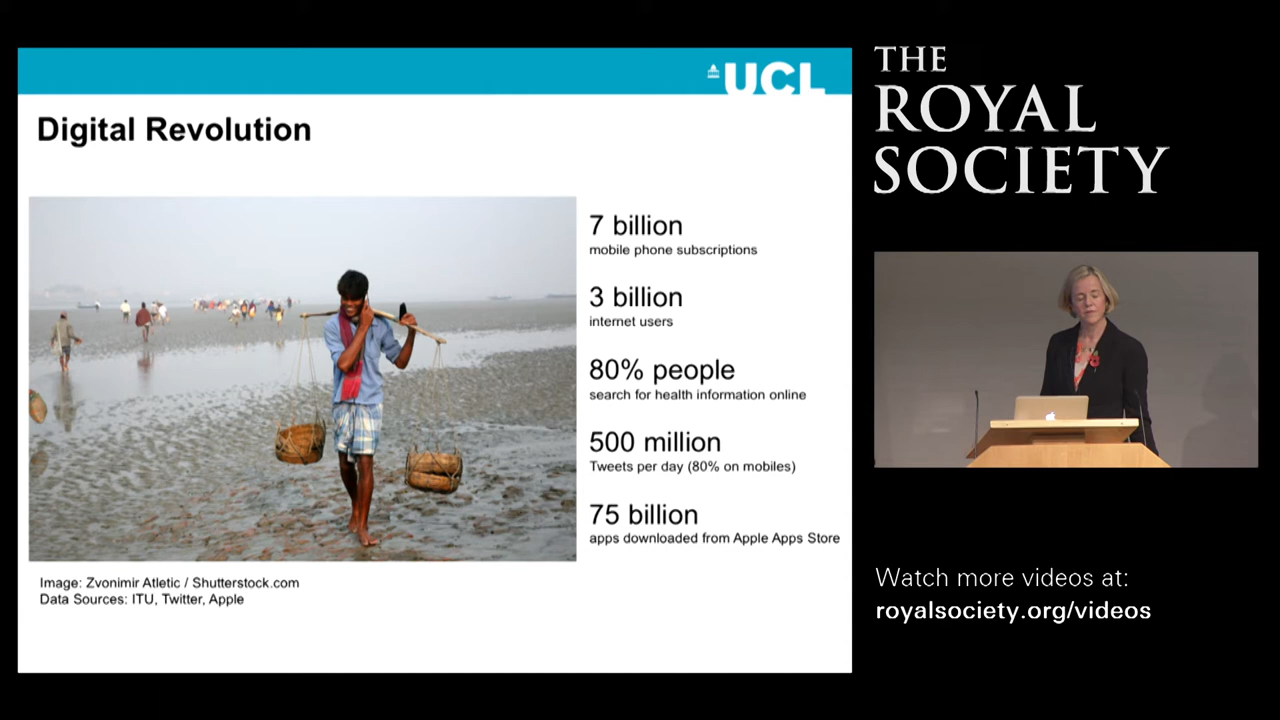 UCL
Digital Revolution
7 billion
mobile phone subscriptions
3 billion
internet users
80% people
search for health information online
500 million
Tweets per day (80% on mobiles)
75 billion
apps downloaded from Apple Apps Store
Image: Zvonimir Atletic / Shutterstock.com
Data Sources: ITU, Twitter, Apple
THE
ROYAL
SOCIETY
Watch more videos at:
royalsociety.org/videos